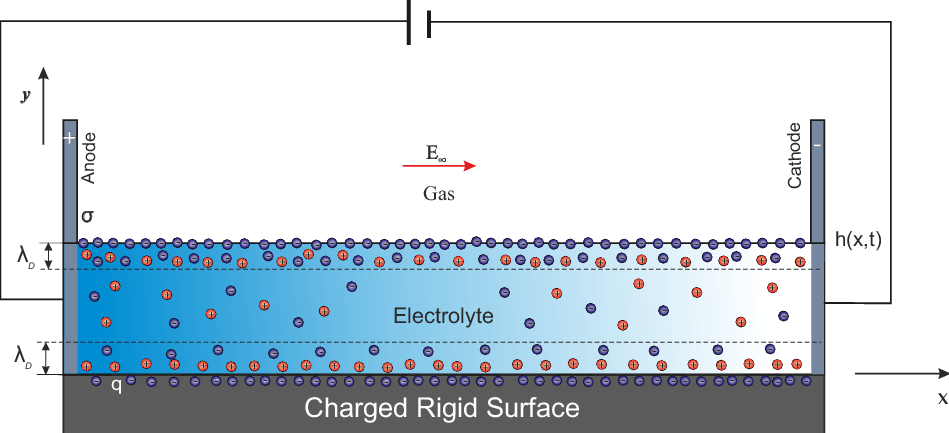 y
+
Anode
E∞
Gas
Cathode
-
σ
h(x,t)
λD
Electrolyte
λD
q
x
Charged Rigid Surface